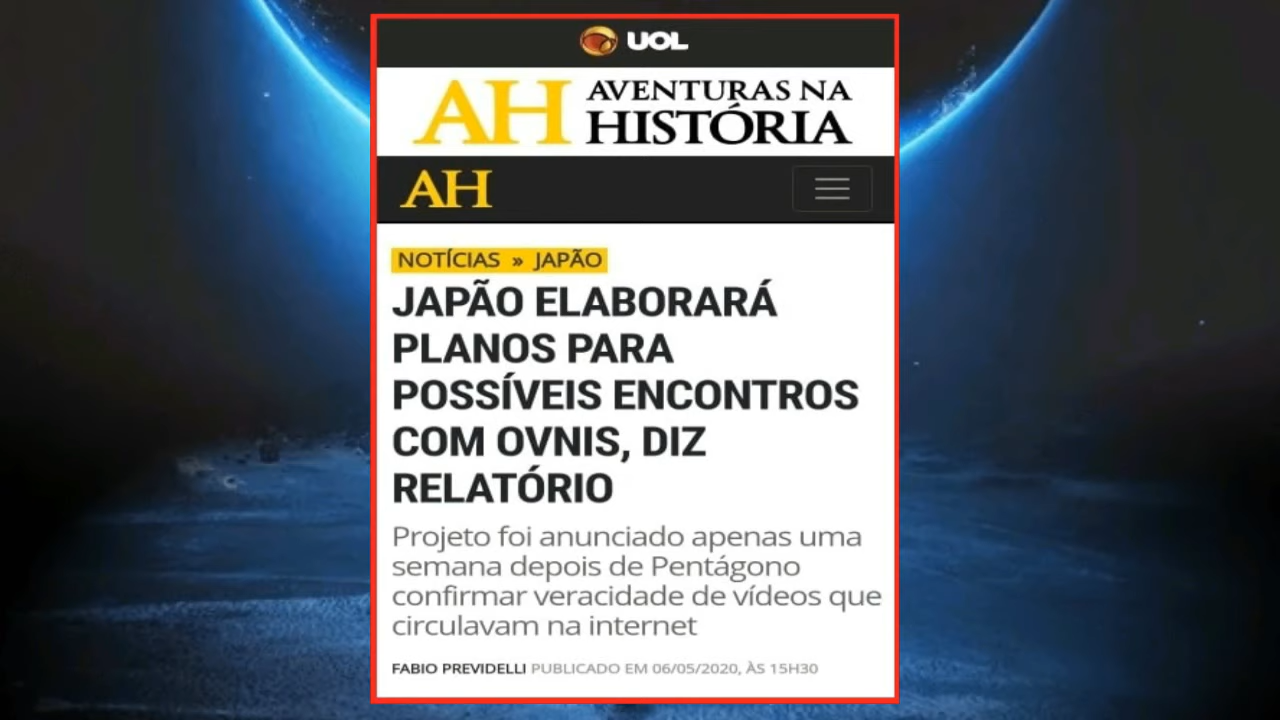 UOL
AH AVENTURAS NA
HISTÓRIA
AH
NOTÍCIAS » JAPÃO
JAPÃO ELABORARÁ
PLANOS PARA
POSSÍVEIS ENCONTROS
COM OVNIS, DIZ
RELATÓRIO
Projeto foi anunciado apenas uma
semana depois de Pentágono
confirmar veracidade de vídeos que
circulavam na internet
FABIO PREVIDELLI PUBLICADO EM 06/05/2020, ÀS 15H30